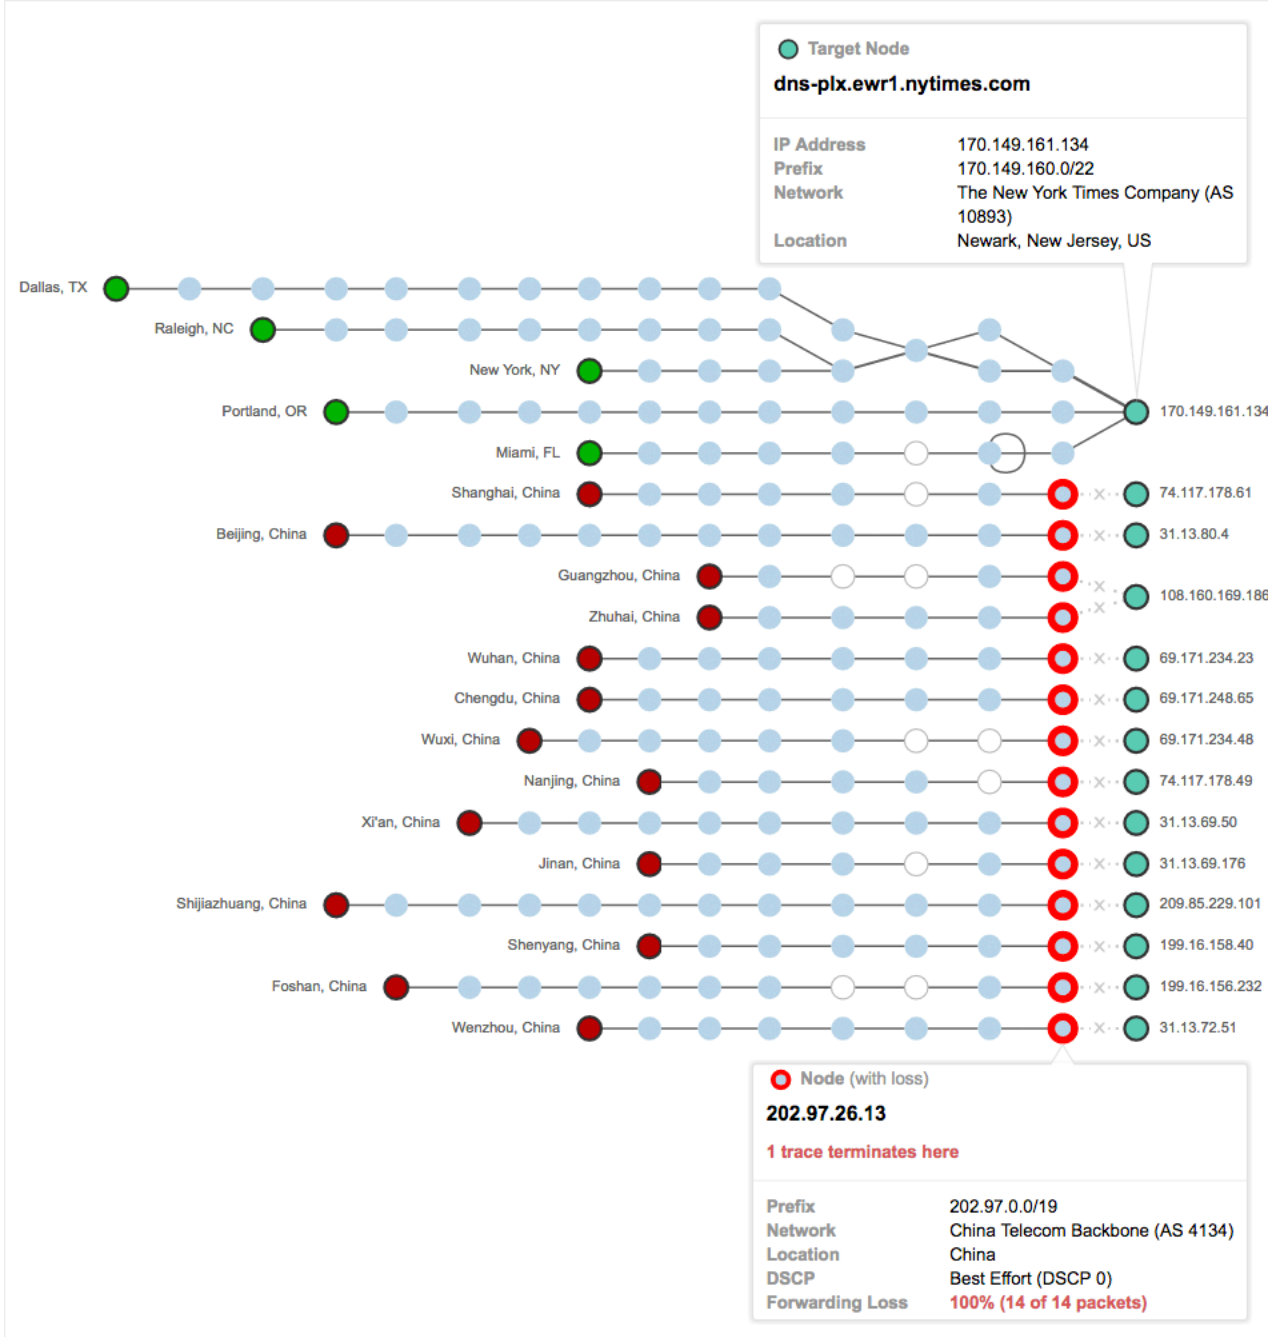 Target Node
dns-plx.ewr1.nytimes.com
IP Address 170.149.161.134
Prefix 170.149.160.0/22
Network The New York Times Company (AS
10893)
Location Newark, New Jersey, US
Dallas, TX
Raleigh, NC
New York, NY
Portland, OR 170.149.161.134
Miami, FL
Shanghai, China x 74.117.178.61
Beijing, China x 31.13.80.4
Guangzhou, China x
108.160.169.186
Zhuhai, China x
Wuhan, China x 69.171.234.23
Chengdu, China x 69.171.248.65
Wuxi, China x 69.171.234.48
Nanjing, China x 74.117.178.49
Xi'an, China x 31.13.69.50
Jinan, China x 31.13.69.176
Shijiazhuang, China x 209.85.229.101
Shenyang, China x 199.16.158.40
Foshan, China x 199.16.156.232
Wenzhou, China x 31.13.72.51
Node (with loss)
202.97.26.13
1 trace terminates here
Prefix 202.97.0.0/19
Network China Telecom Backbone (AS 4134)
Location China
DSCP Best Effort (DSCP 0)
Forwarding Loss 100% (14 of 14 packets)